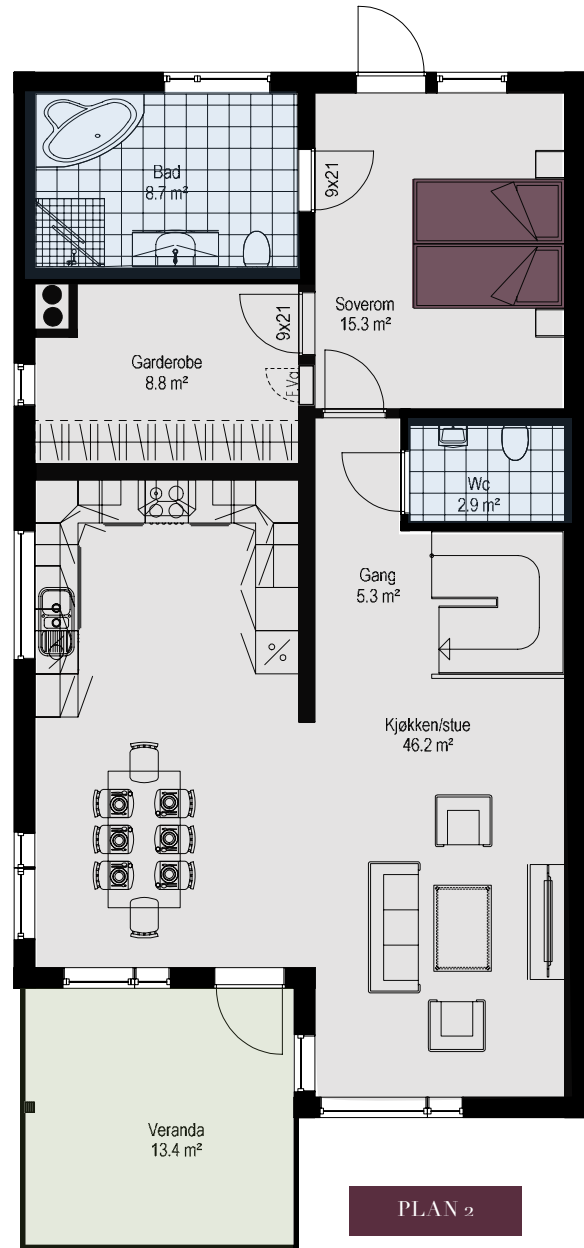 Bad
8.7 m²
9x21
Soverom
15.3 m²
9x21
Garderobe
8.8 m²
F.Vg
Wc
2.9 m²
Gang
5.3 m²
Kjøkken/stue
46.2 m²
Veranda
13.4 m²
PLAN 2